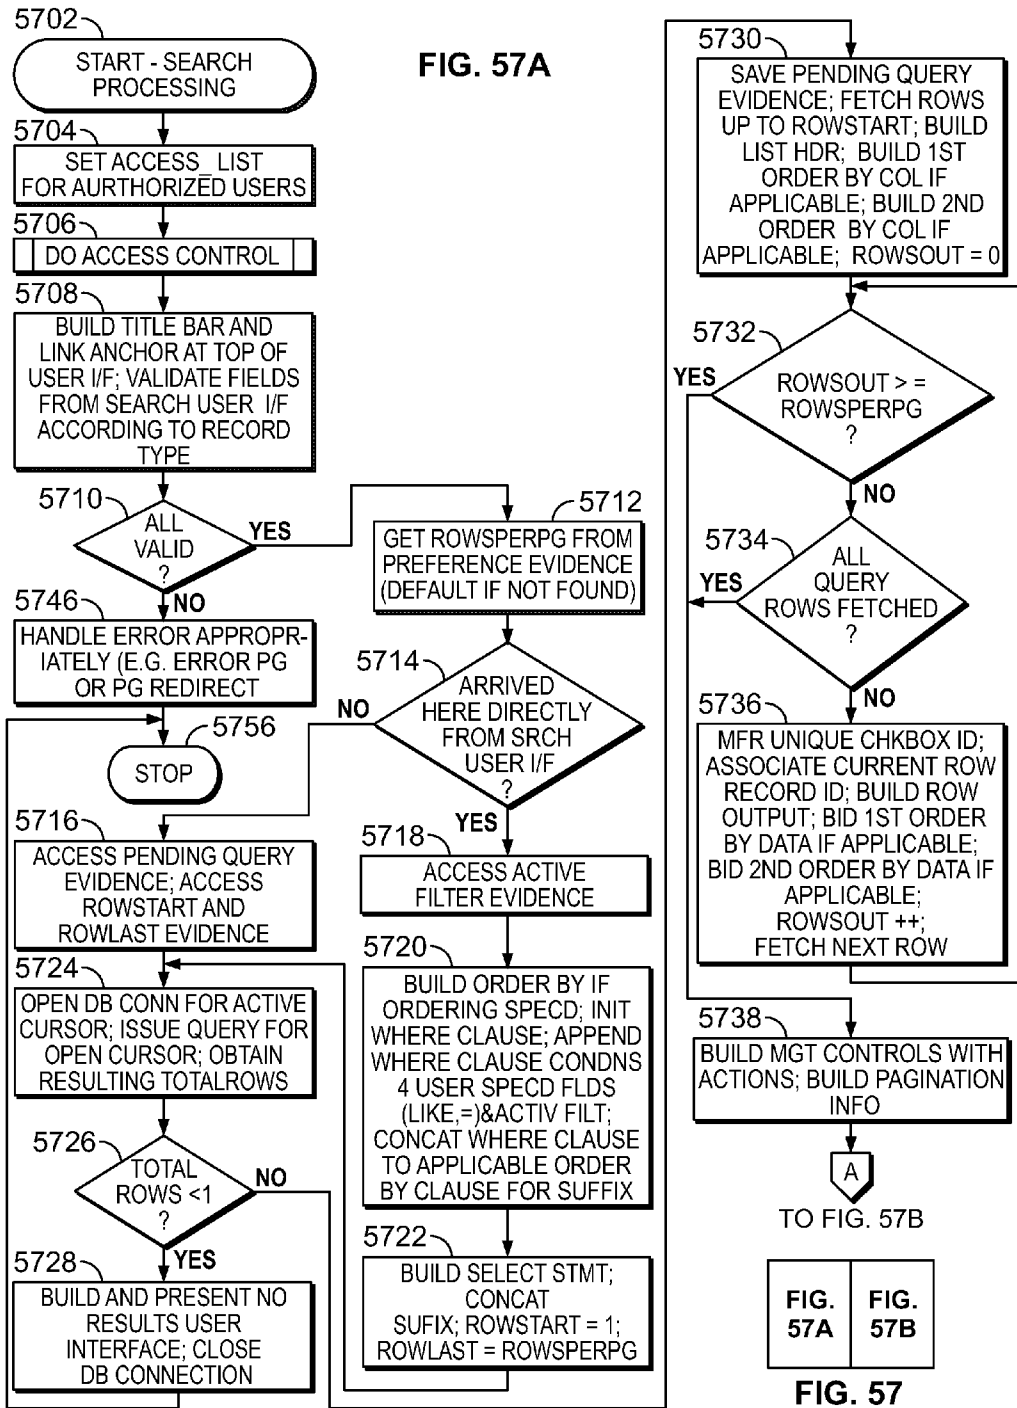 FIG. 57A
5702
START - SEARCH
PROCESSING
5704
SET ACCESS_LIST
FOR AURTHORIZED USERS
5706
DO ACCESS CONTROL
5708
BUILD TITLE BAR AND
LINK ANCHOR AT TOP OF
USER I/F; VALIDATE FIELDS
FROM SEARCH USER I/F
ACCORDING TO RECORD
TYPE
5710
ALL
VALID
?
YES
NO
5746
HANDLE ERROR APPROPR-
IATELY (E.G. ERROR PG
OR PG REDIRECT
5756
STOP
5712
GET ROWSPERPG FROM
PREFERENCE EVIDENCE
(DEFAULT IF NOT FOUND)
5714
ARRIVED
HERE DIRECTLY
FROM SRCH
USER I/F
?
NO
YES
5716
ACCESS PENDING QUERY
EVIDENCE; ACCESS
ROWSTART AND
ROWLAST EVIDENCE
5718
ACCESS ACTIVE
FILTER EVIDENCE
5720
BUILD ORDER BY IF
ORDERING SPECD; INIT
WHERE CLAUSE; APPEND
WHERE CLAUSE CONDNS
4 USER SPECD FLDS
(LIKE,=)&ACTIV FILT;
CONCAT WHERE CLAUSE
TO APPLICABLE ORDER
BY CLAUSE FOR SUFFIX
5722
BUILD SELECT STMT;
CONCAT
SUFIX; ROWSTART = 1;
ROWLAST = ROWSPERPG
5724
OPEN DB CONN FOR ACTIVE
CURSOR; ISSUE QUERY FOR
OPEN CURSOR; OBTAIN
RESULTING TOTALROWS
5726
TOTAL
ROWS <1
?
NO
YES
5728
BUILD AND PRESENT NO
RESULTS USER
INTERFACE; CLOSE
DB CONNECTION
5730
SAVE PENDING QUERY
EVIDENCE; FETCH ROWS
UP TO ROWSTART; BUILD
LIST HDR; BUILD 1ST
ORDER BY COL IF
APPLICABLE; BUILD 2ND
ORDER BY COL IF
APPLICABLE; ROWSOUT = 0
5732
YES
ROWSOUT > =
ROWSPERPG
?
NO
5734
YES
ALL
QUERY
ROWS FETCHED
?
NO
5736
MFR UNIQUE CHKBOX ID;
ASSOCIATE CURRENT ROW
RECORD ID; BUILD ROW
OUTPUT; BID 1ST ORDER
BY DATA IF APPLICABLE;
BID 2ND ORDER BY DATA IF
APPLICABLE;
ROWSOUT ++;
FETCH NEXT ROW
5738
BUILD MGT CONTROLS WITH
ACTIONS; BUILD PAGINATION
INFO
A
TO FIG. 57B
FIG.
57A
FIG.
57B
FIG. 57